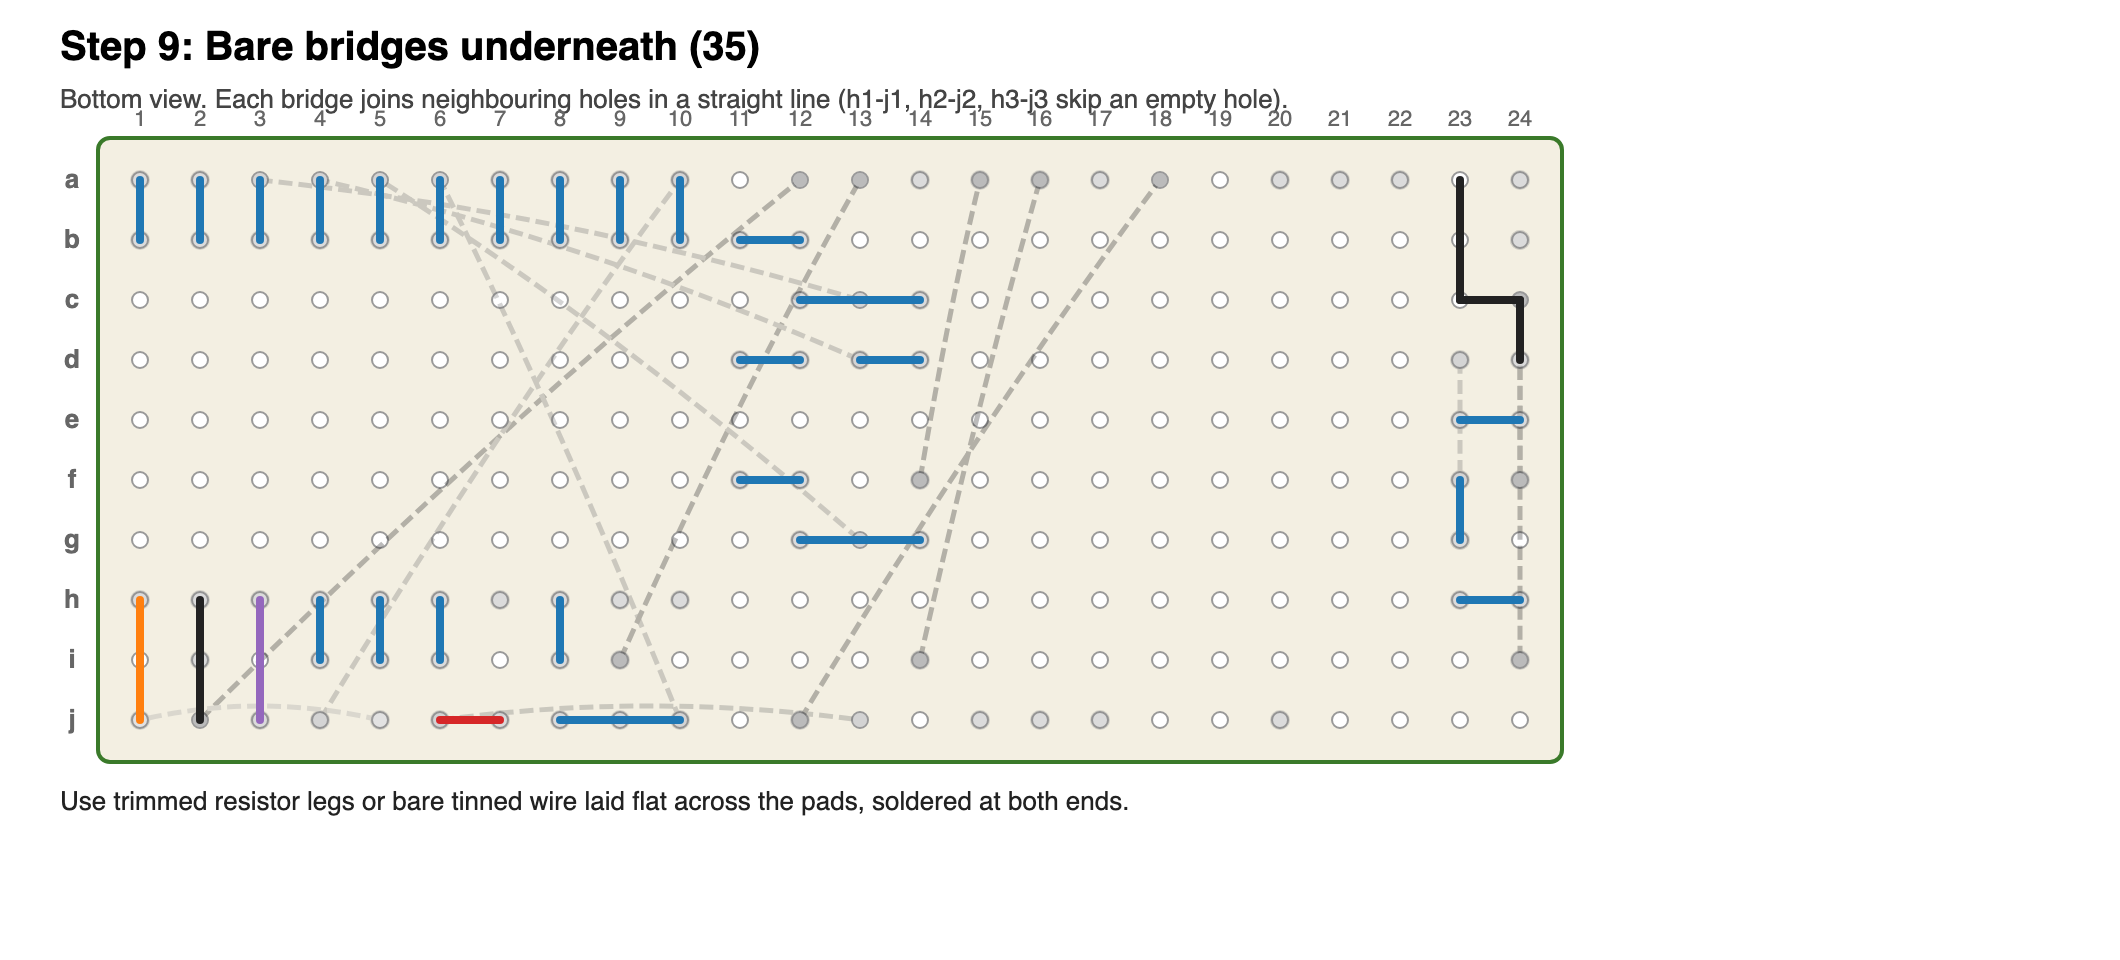 Step 9: Bare bridges underneath (35)
Bottom view. Each bridge joins neighbouring holes in a straight line (h1-j1, h2-j2, h3-j3 skip an empty hole).
1 2 3 4 5 6 7 8 9 10 11 12 13 14 15 16 17 18 19 20 21 22 23 24
a
b
c
d
e
f
g
h
i
j
Use trimmed resistor legs or bare tinned wire laid flat across the pads, soldered at both ends.